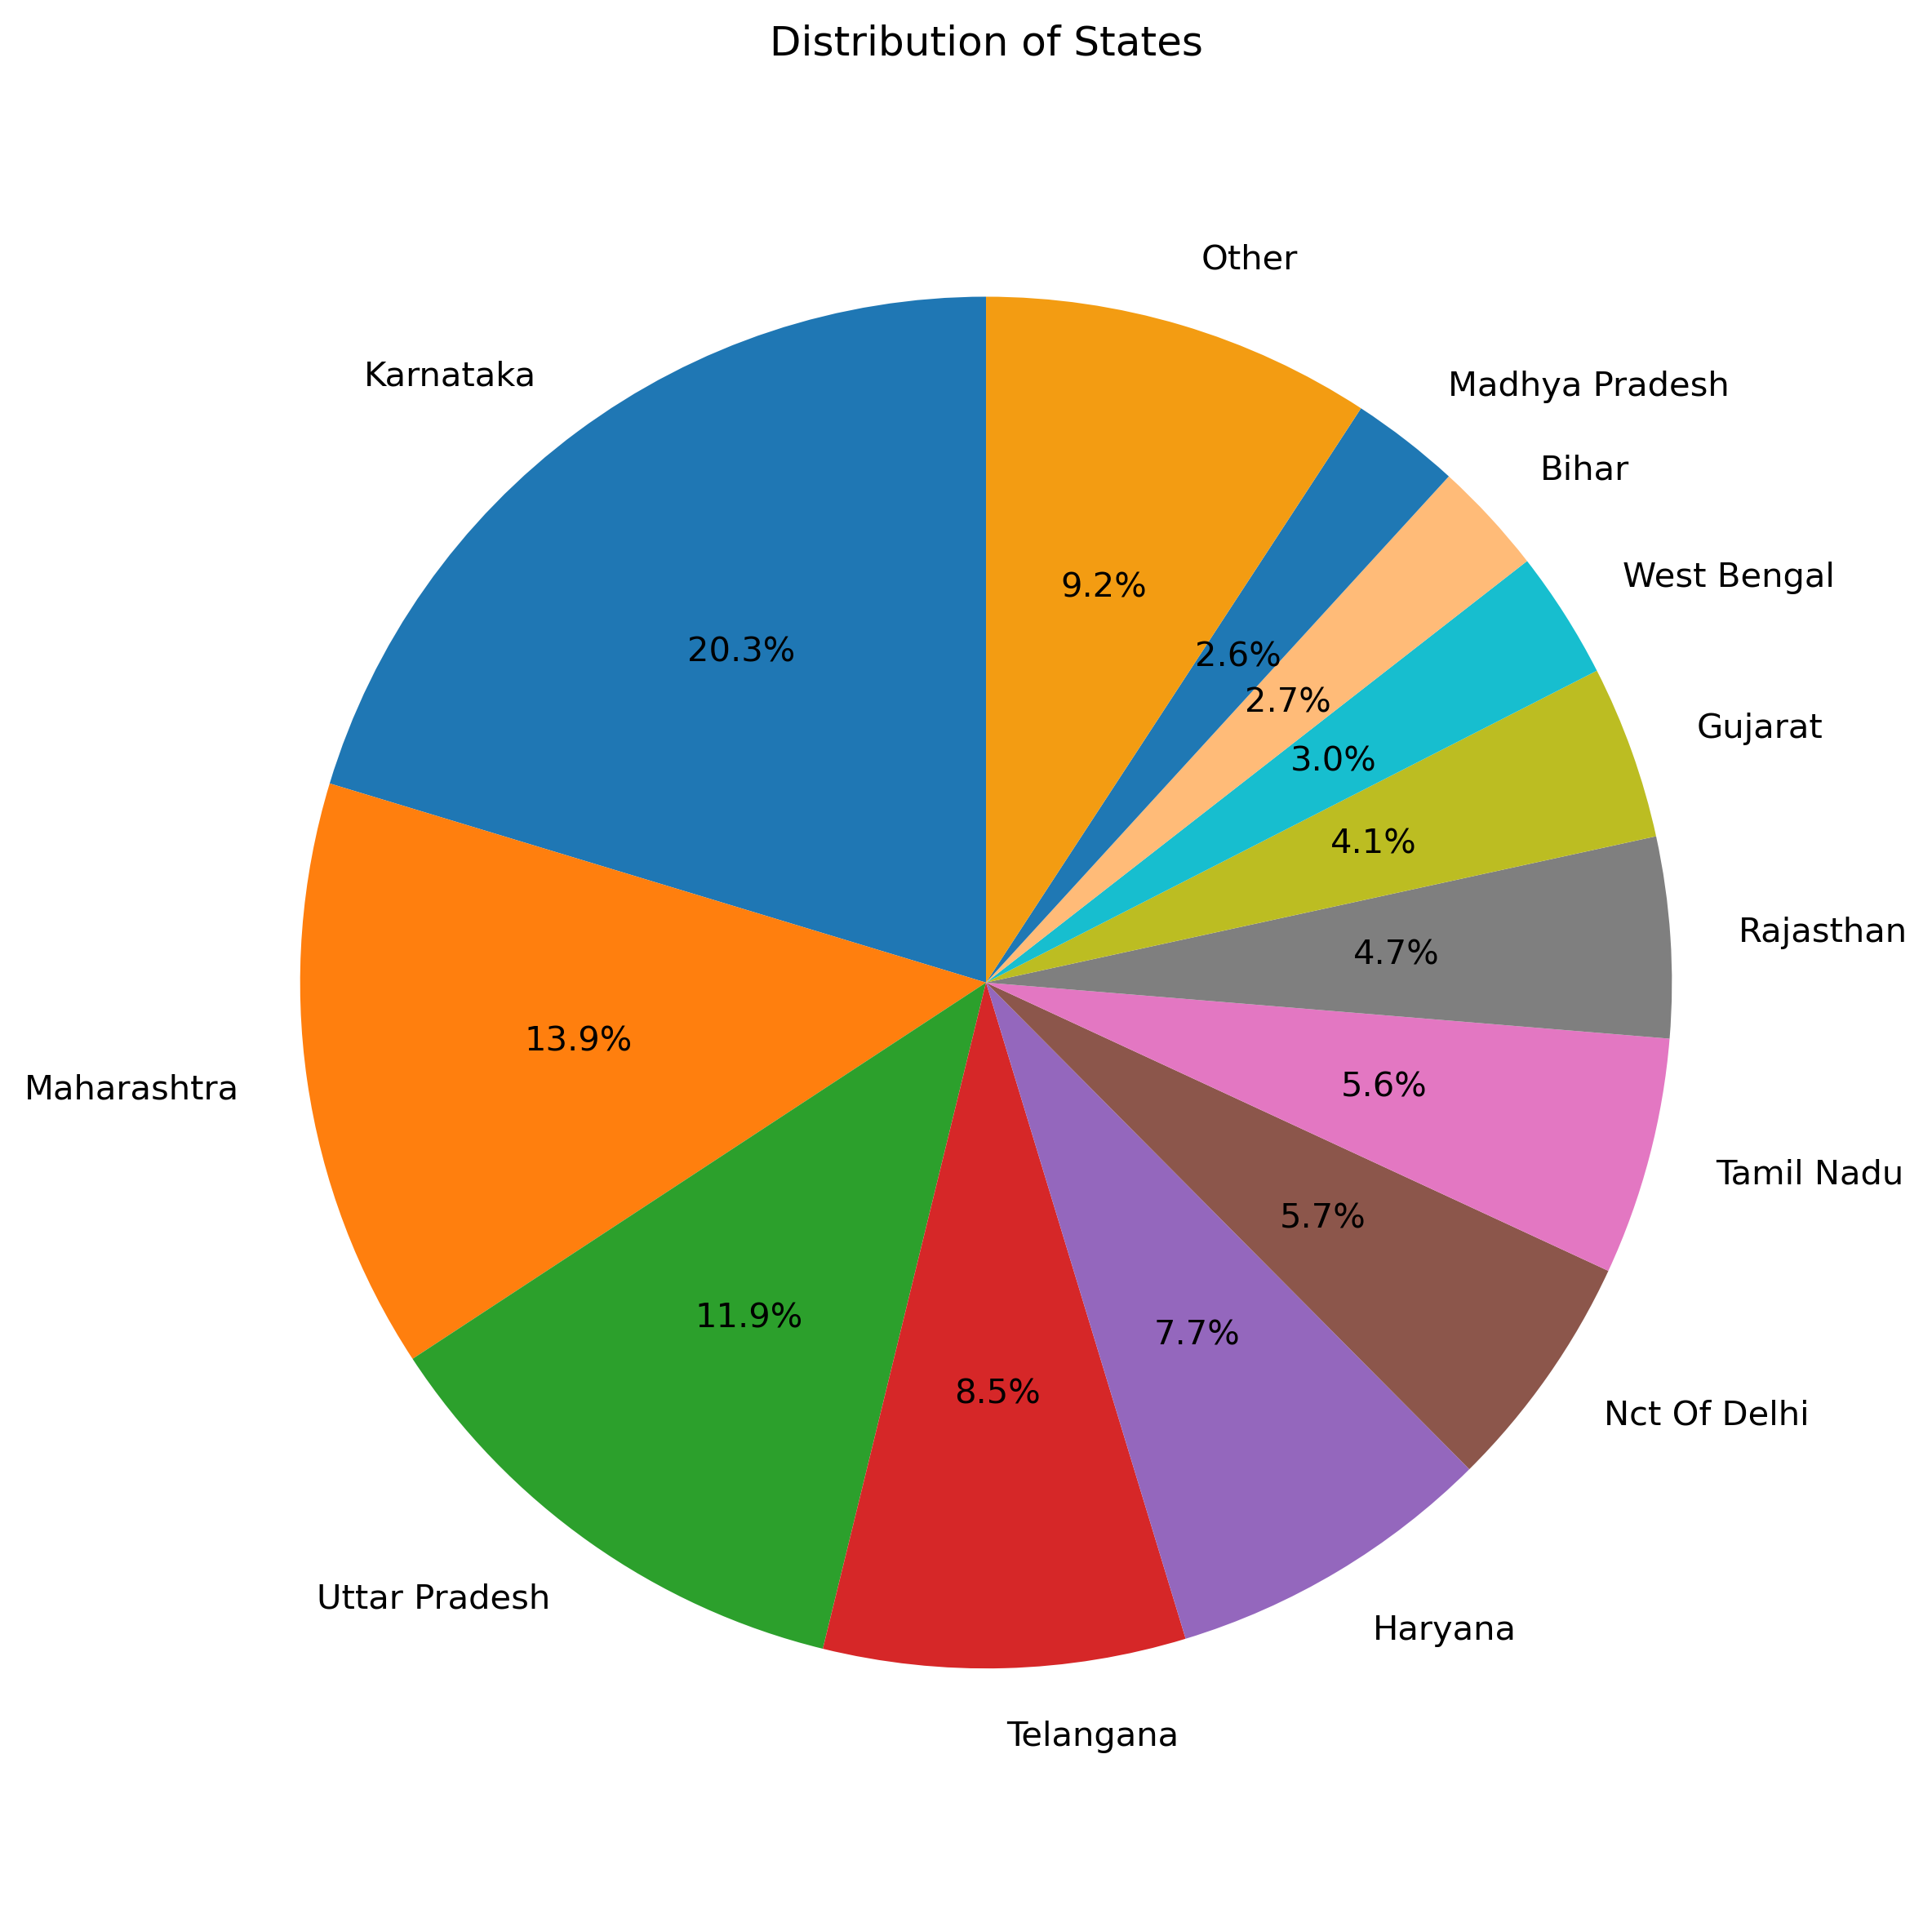 Distribution of States
Other
Karnataka
Madhya Pradesh
Bihar
West Bengal
9.2%
20.3%
2.6%
2.7%
Gujarat
3.0%
4.1%
Rajasthan
4.7%
13.9%
5.6%
Maharashtra
Tamil Nadu
5.7%
11.9%
7.7%
8.5%
Nct Of Delhi
Uttar Pradesh
Haryana
Telangana